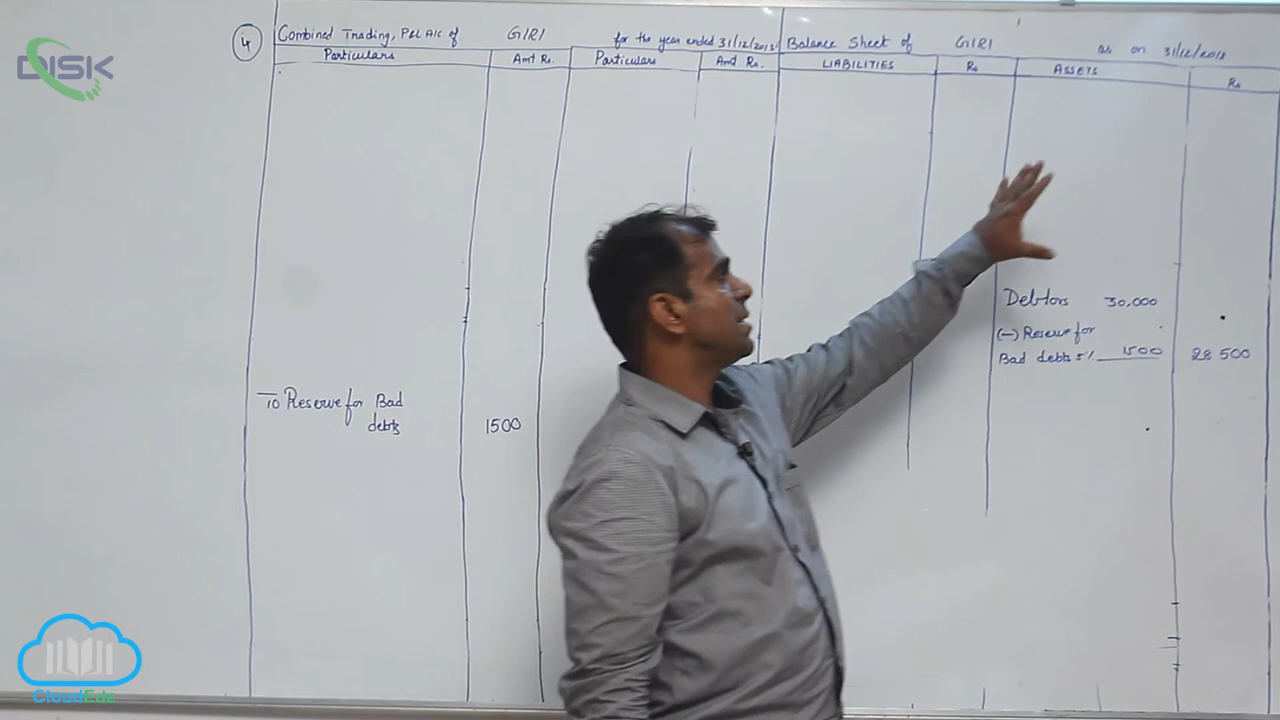 DISK
4
Combined Trading, P&L A/C of GIRI for the year ended 31/12/2013
Particulars Amt Rs. Particulars Amt Rs.
To Reserve for Bad
debts 1500
Balance Sheet of GIRI as on 31/12/2013
LIABILITIES Rs ASSETS Rs
Debtors 30,000
(-) Reserve for
Bad debts 5% 1500 28 500
CloudEdz